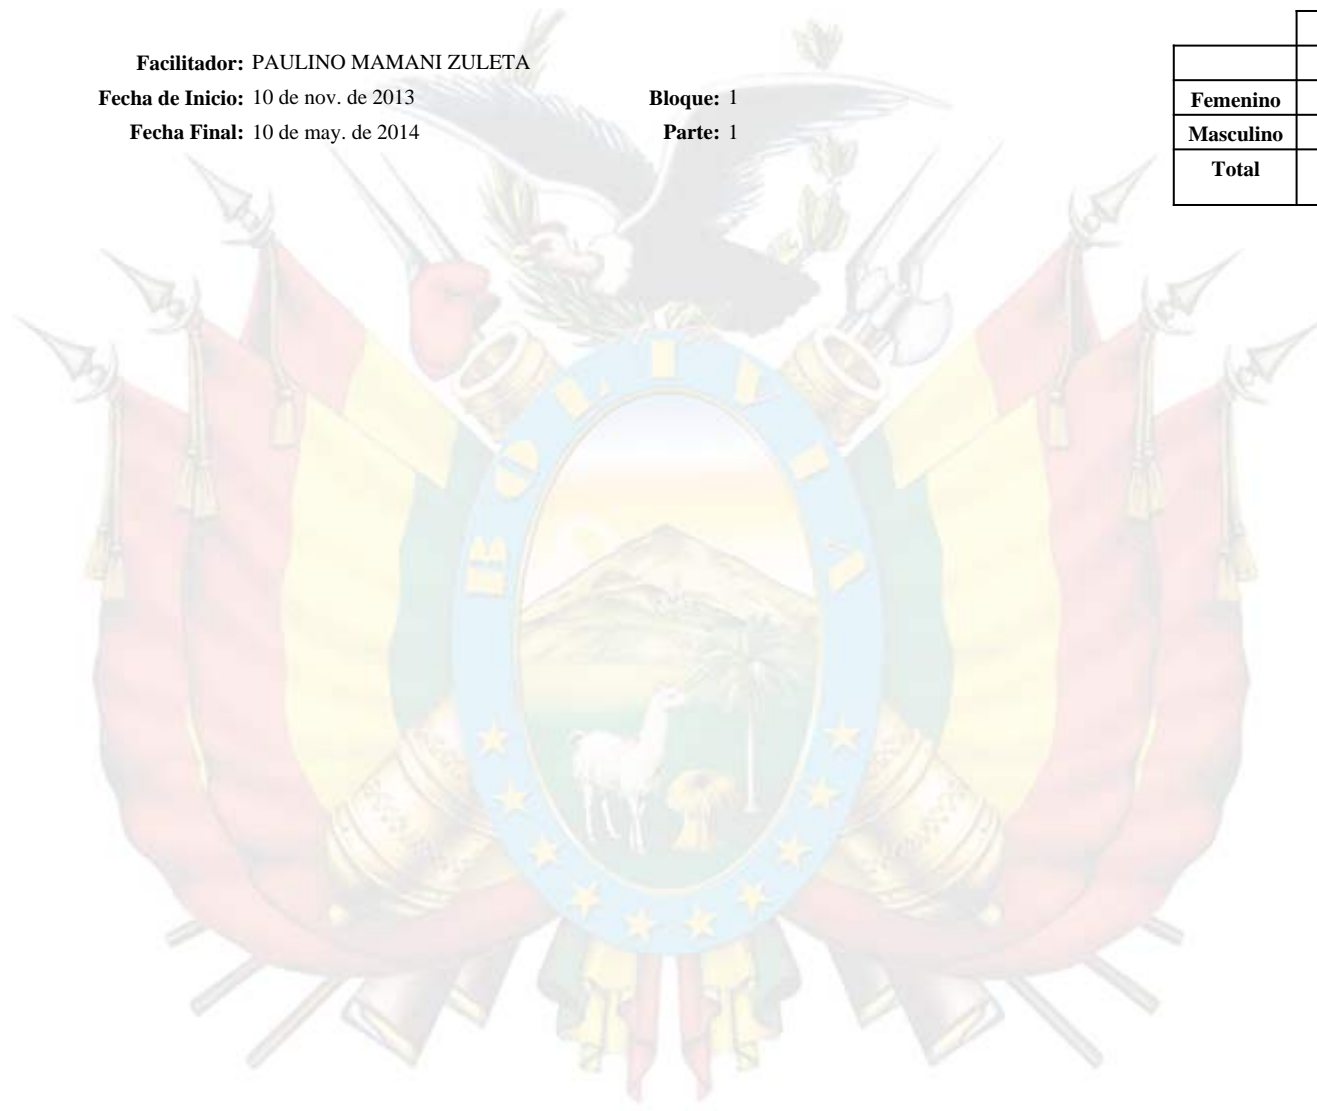 Facilitador: PAULINO MAMANI ZULETA
Fecha de Inicio: 10 de nov. de 2013 Bloque: 1
Fecha Final: 10 de may. de 2014 Parte: 1
Femenino
Masculino
Total
BOLIVIA